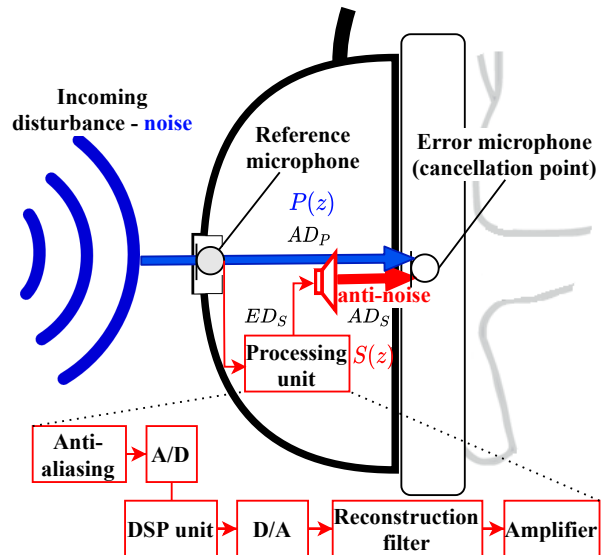 Incoming
disturbance - noise
Reference
microphone
Error microphone
(cancellation point)
P(z)
AD_P
anti-noise
ED_S
AD_S
Processing
unit
S(z)
Anti-
aliasing
A/D
DSP unit
D/A
Reconstruction
filter
Amplifier